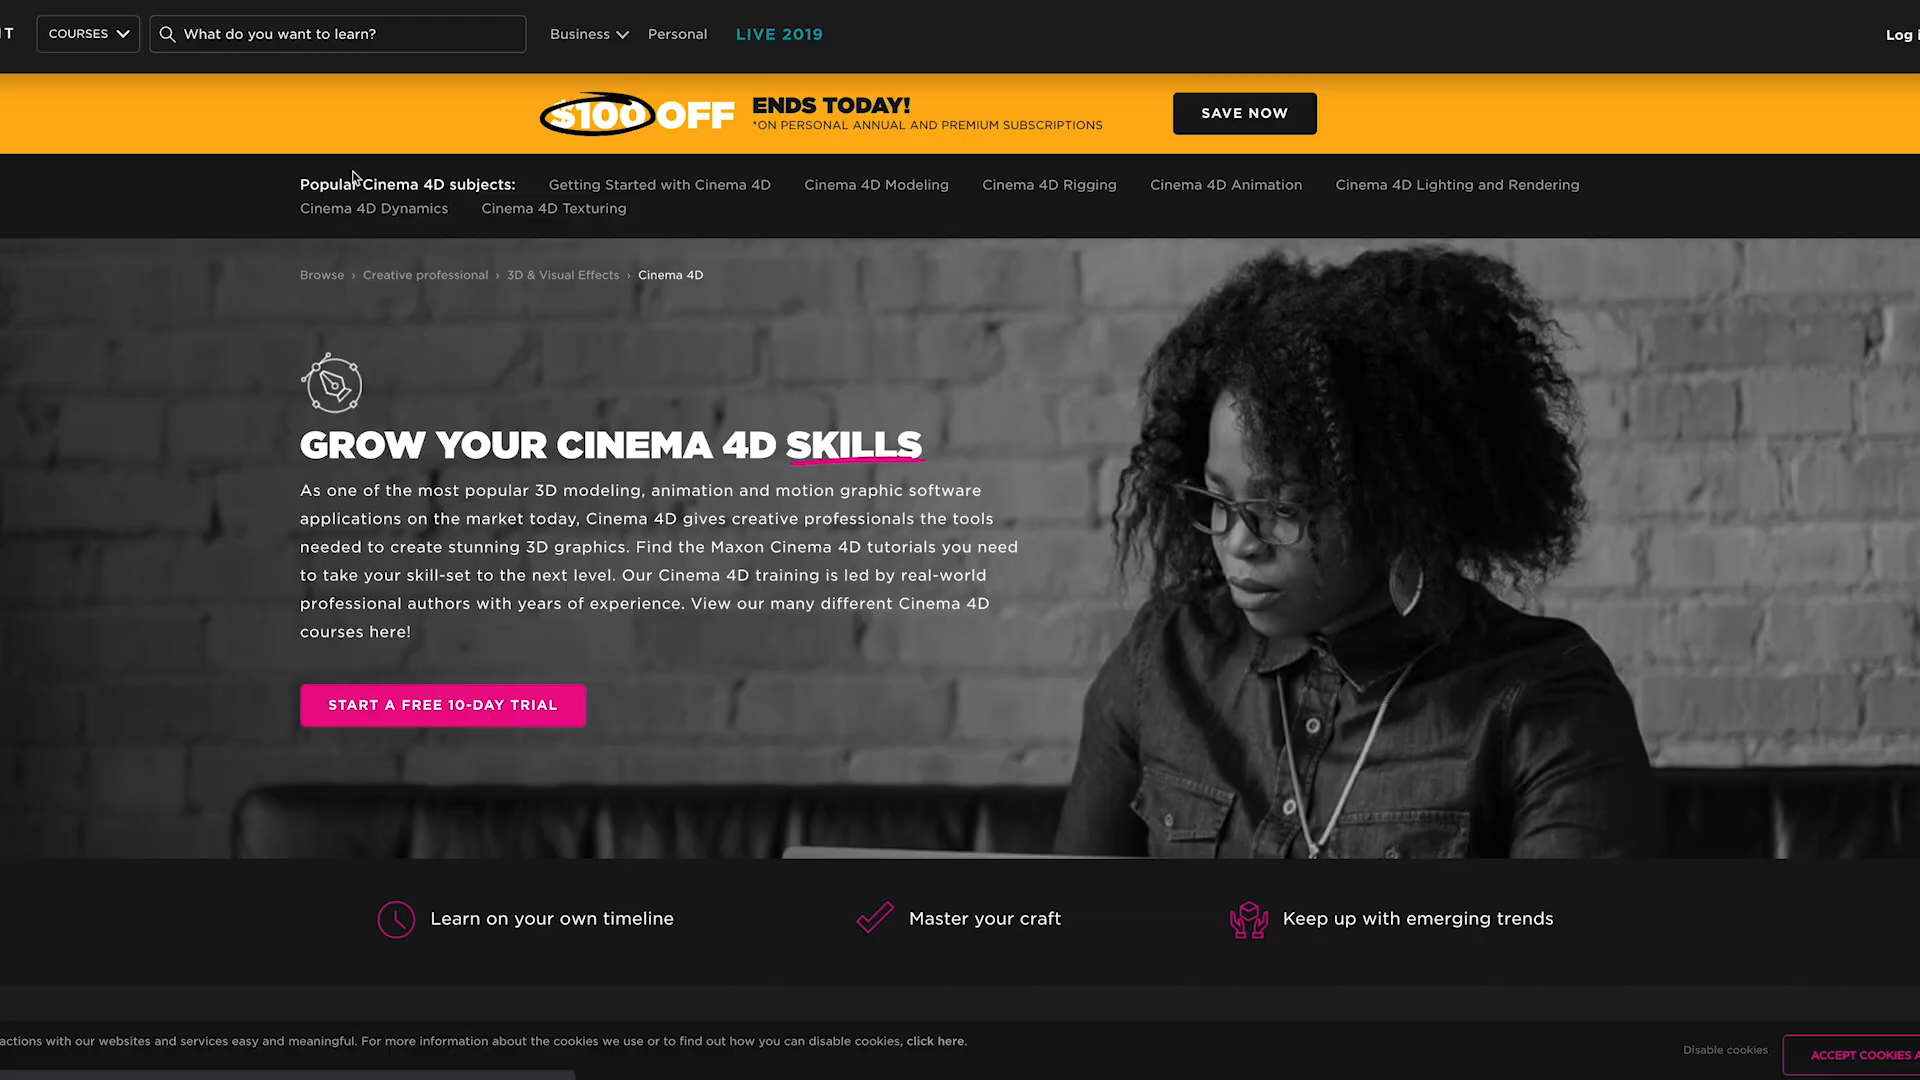 COURSES
What do you want to learn?
Business
Personal
LIVE 2019
Log
$100 OFF
ENDS TODAY!
*ON PERSONAL ANNUAL AND PREMIUM SUBSCRIPTIONS
SAVE NOW
Popular Cinema 4D subjects:
Getting Started with Cinema 4D
Cinema 4D Modeling
Cinema 4D Rigging
Cinema 4D Animation
Cinema 4D Lighting and Rendering
Cinema 4D Dynamics
Cinema 4D Texturing
Browse › Creative professional › 3D & Visual Effects › Cinema 4D
GROW YOUR CINEMA 4D SKILLS
As one of the most popular 3D modeling, animation and motion graphic software
applications on the market today, Cinema 4D gives creative professionals the tools
needed to create stunning 3D graphics. Find the Maxon Cinema 4D tutorials you need
to take your skill-set to the next level. Our Cinema 4D training is led by real-world
professional authors with years of experience. View our many different Cinema 4D
courses here!
START A FREE 10-DAY TRIAL
Learn on your own timeline
Master your craft
Keep up with emerging trends
actions with our websites and services easy and meaningful. For more information about the cookies we use or to find out how you can disable cookies, click here.
Disable cookies
ACCEPT COOKIES